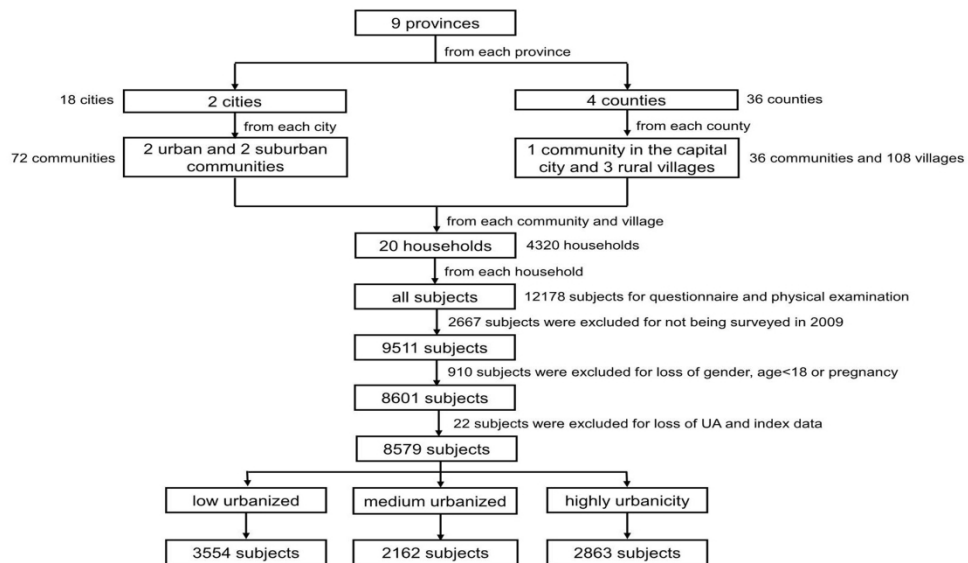 9 provinces
from each province
18 cities
2 cities
4 counties
36 counties
from each city
from each county
72 communities
2 urban and 2 suburban
communities
1 community in the capital
city and 3 rural villages
36 communities and 108 villages
from each community and village
20 households
4320 households
from each household
all subjects
12178 subjects for questionnaire and physical examination
2667 subjects were excluded for not being surveyed in 2009
9511 subjects
910 subjects were excluded for loss of gender, age<18 or pregnancy
8601 subjects
22 subjects were excluded for loss of UA and index data
8579 subjects
low urbanized
medium urbanized
highly urbanicity
3554 subjects
2162 subjects
2863 subjects